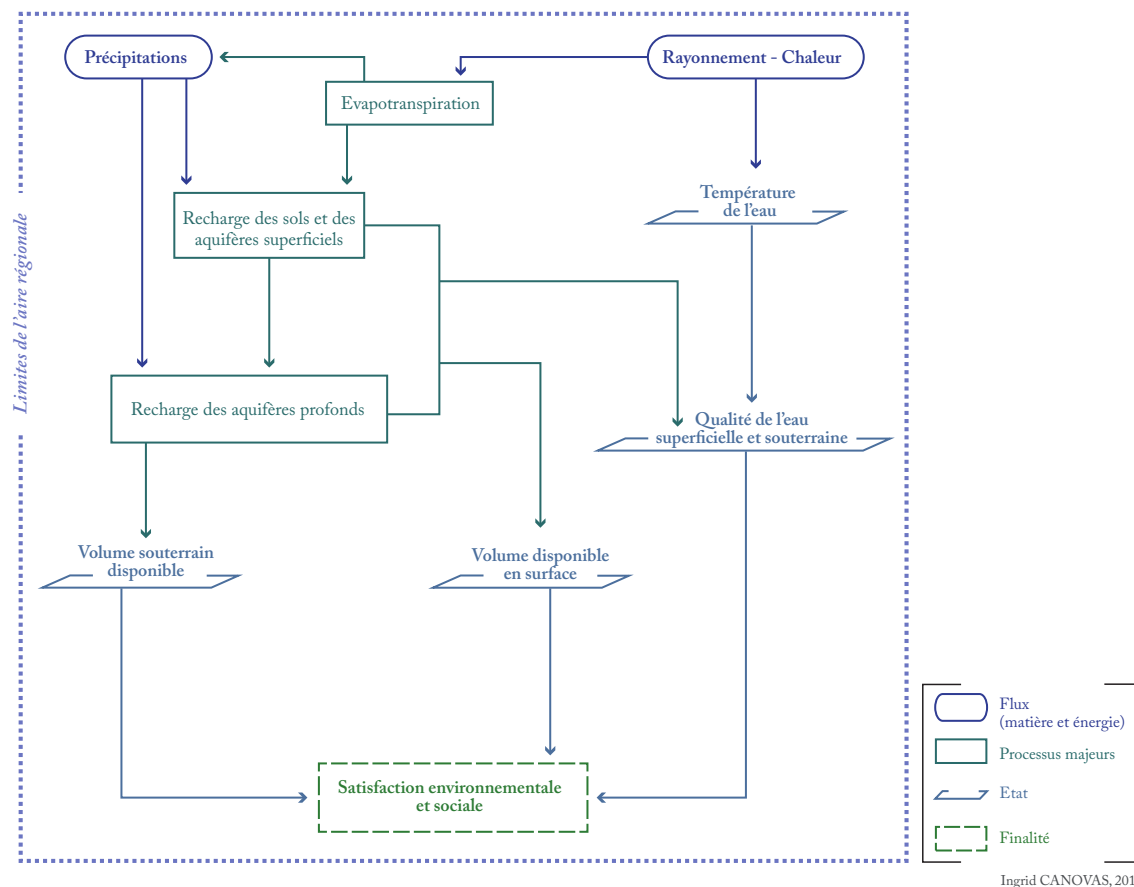 Précipitations
Rayonnement - Chaleur
Evapotranspiration
Température
de l'eau
Recharge des sols et des
aquifères superficiels
Limites de l'aire régionale
Recharge des aquifères profonds
Qualité de l'eau
superficielle et souterraine
Volume souterrain
disponible
Volume disponible
en surface
Satisfaction environnementale
et sociale
Flux
(matière et énergie)
Processus majeurs
Etat
Finalité
Ingrid CANOVAS, 201